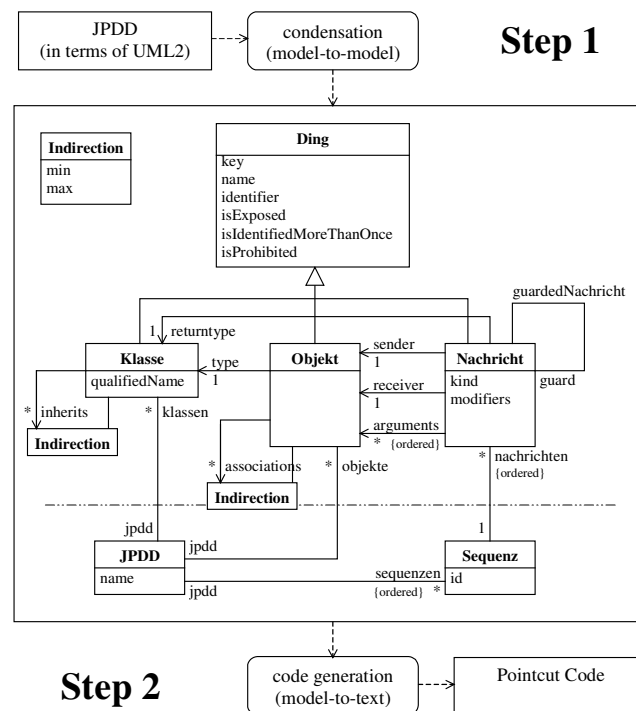 JPDD
(in terms of UML2)
condensation
(model-to-model)
Step 1
Indirection
min
max
Ding
key
name
identifier
isExposed
isIdentifiedMoreThanOnce
isProhibited
guardedNachricht
1 returntype
Klasse
qualifiedName
type
1
Objekt
sender
1
receiver
1
arguments
* {ordered}
Nachricht
kind
modifiers
guard
* inherits
Indirection
* klassen
* associations
Indirection
* objekte
* nachrichten
{ordered}
jpdd
1
JPDD
name
jpdd
jpdd
sequenzen
{ordered} *
Sequenz
id
Step 2
code generation
(model-to-text)
Pointcut Code